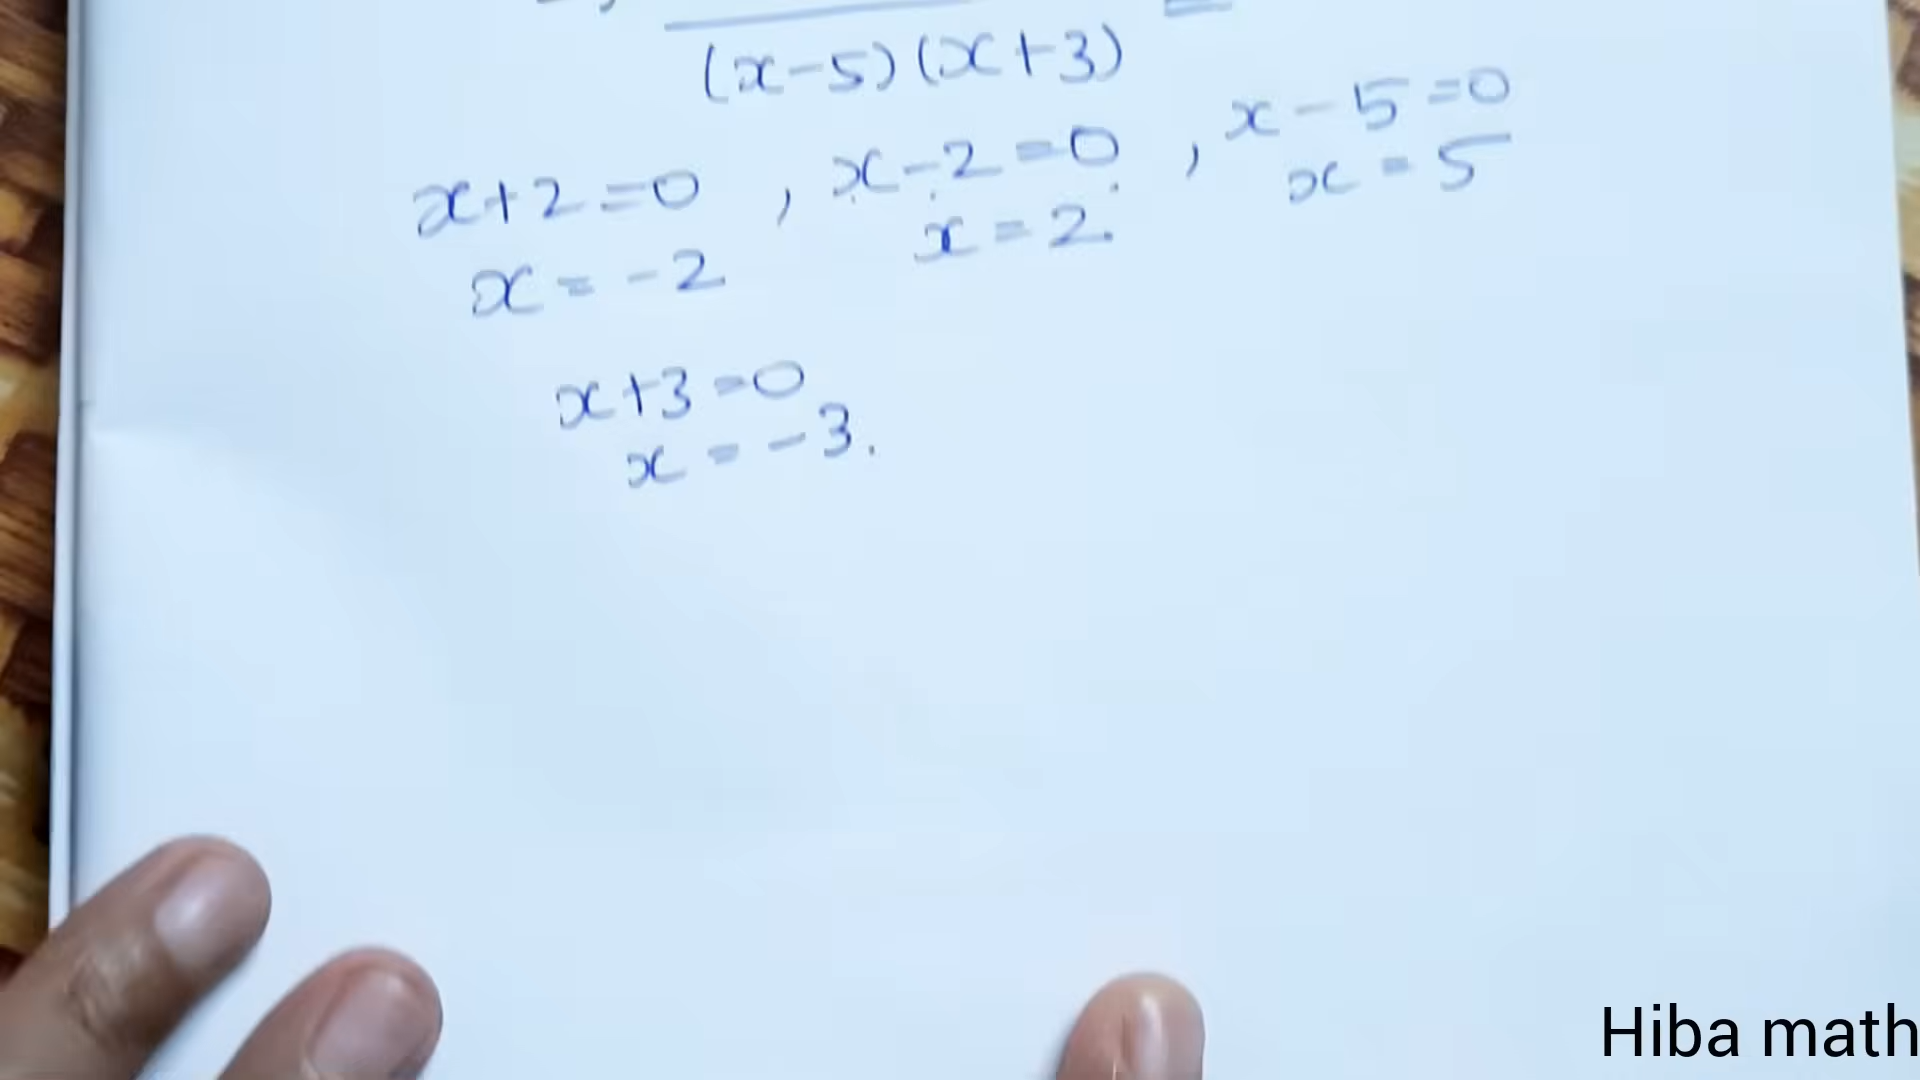 (x-5)(x+3)
x+2=0 , x-2=0 , x-5=0
x=-2 x=2. x=5
x+3=0
x=-3.
Hiba math